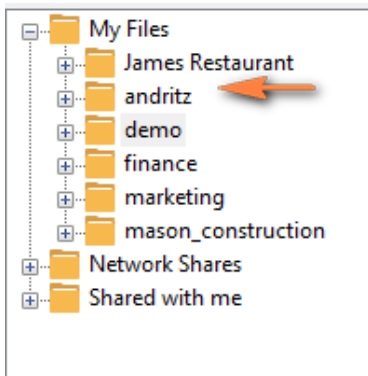 My Files
James Restaurant
andritz
demo
finance
marketing
mason_construction
Network Shares
Shared with me